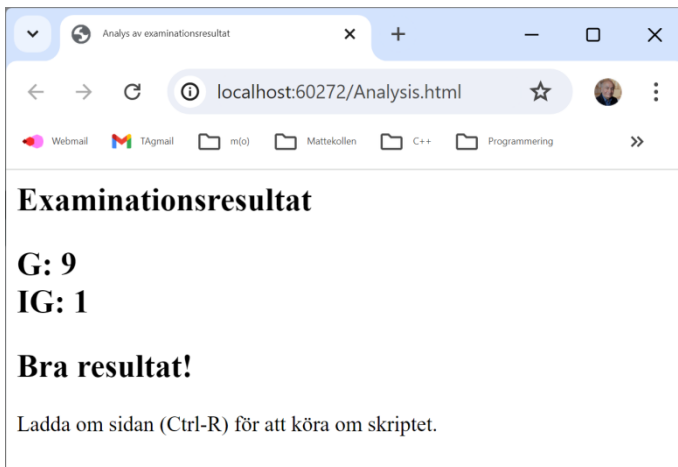 Analys av examinationsresultat
localhost:60272/Analysis.html
Webmail TAgmail m(o) Mattekollen C++ Programmering
Examinationsresultat
G: 9
IG: 1
Bra resultat!
Ladda om sidan (Ctrl-R) för att köra om skriptet.